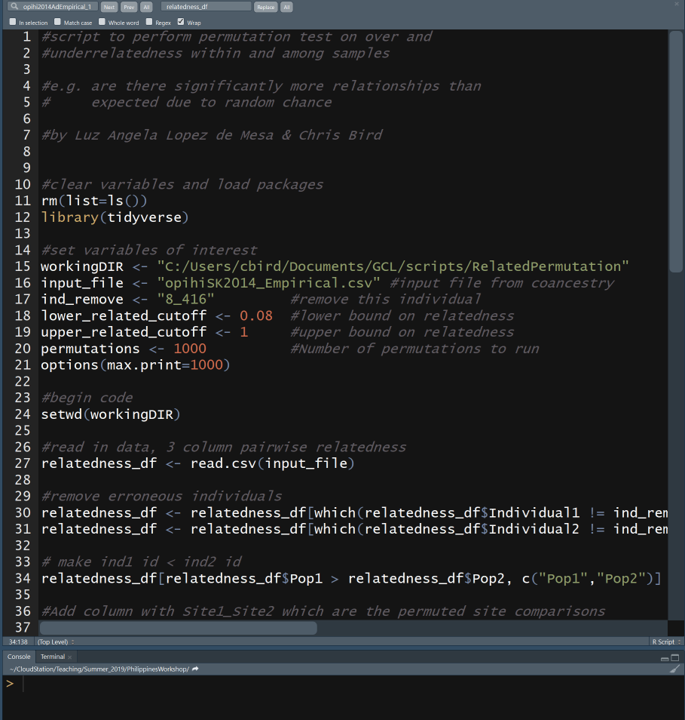 opihi2014AdEmpirical_1 Next Prev All relatedness_df Replace All
In selection Match case Whole word Regex Wrap
1 #script to perform permutation test on over and
2 #underrelatedness within and among samples
3
4 #e.g. are there significantly more relationships than
5 #     expected due to random chance
6
7 #by Luz Angela Lopez de Mesa & Chris Bird
8
9
10 #clear variables and load packages
11 rm(list=ls())
12 library(tidyverse)
13
14 #set variables of interest
15 workingDIR <- "C:/Users/cbird/Documents/GCL/scripts/RelatedPermutation"
16 input_file <- "opihiSK2014_Empirical.csv" #input file from coancestry
17 ind_remove <- "8_416"         #remove this individual
18 lower_related_cutoff <- 0.08  #lower bound on relatedness
19 upper_related_cutoff <- 1     #upper bound on relatedness
20 permutations <- 1000          #Number of permutations to run
21 options(max.print=1000)
22
23 #begin code
24 setwd(workingDIR)
25
26 #read in data, 3 column pairwise relatedness
27 relatedness_df <- read.csv(input_file)
28
29 #remove erroneous individuals
30 relatedness_df <- relatedness_df[which(relatedness_df$Individual1 != ind_rem
31 relatedness_df <- relatedness_df[which(relatedness_df$Individual2 != ind_rem
32
33 # make ind1 id < ind2 id
34 relatedness_df[relatedness_df$Pop1 > relatedness_df$Pop2, c("Pop1","Pop2")]
35
36 #Add column with Site1_Site2 which are the permuted site comparisons
37
34:138 (Top Level) R Script
Console Terminal
~/CloudStation/Teaching/Summer_2019/PhilippinesWorkshop/
>